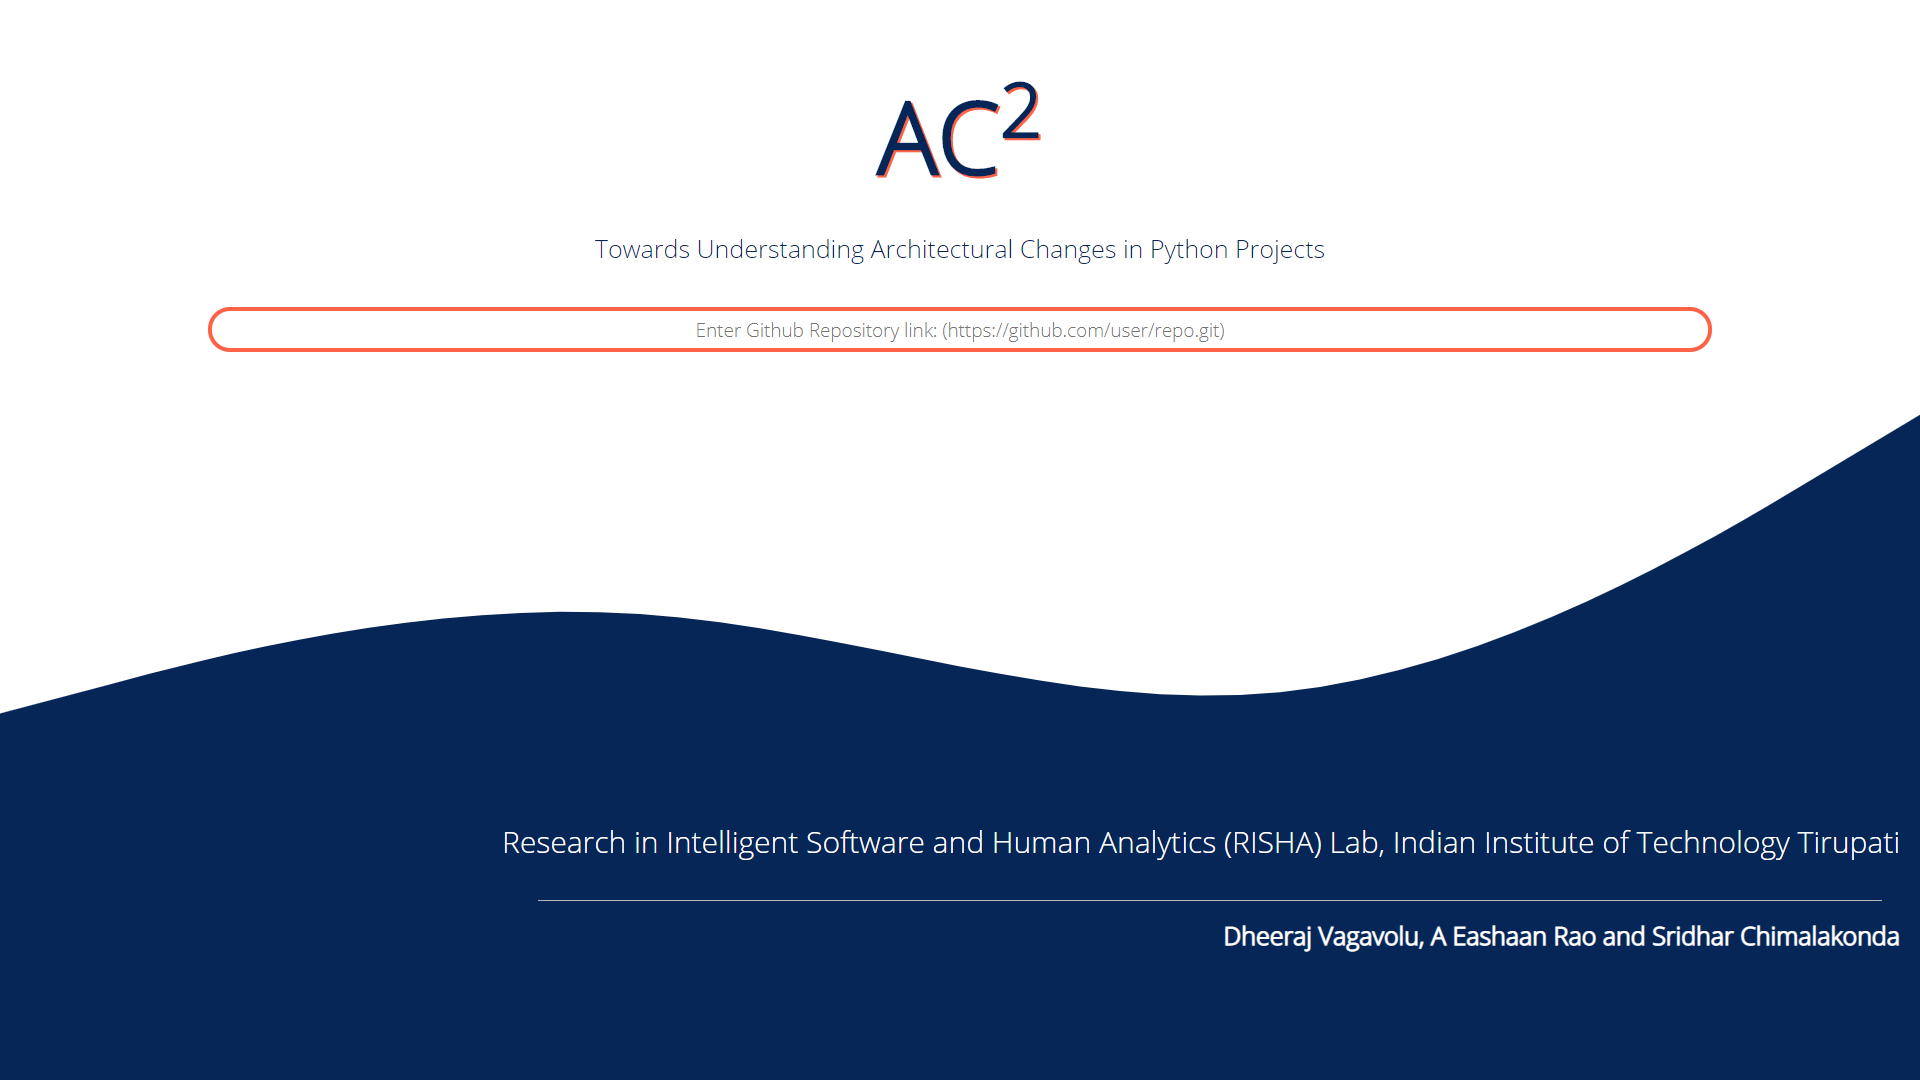 AC²
Towards Understanding Architectural Changes in Python Projects
Enter Github Repository link: (https://github.com/user/repo.git)
Research in Intelligent Software and Human Analytics (RISHA) Lab, Indian Institute of Technology Tirupati
Dheeraj Vagavolu, A Eashaan Rao and Sridhar Chimalakonda